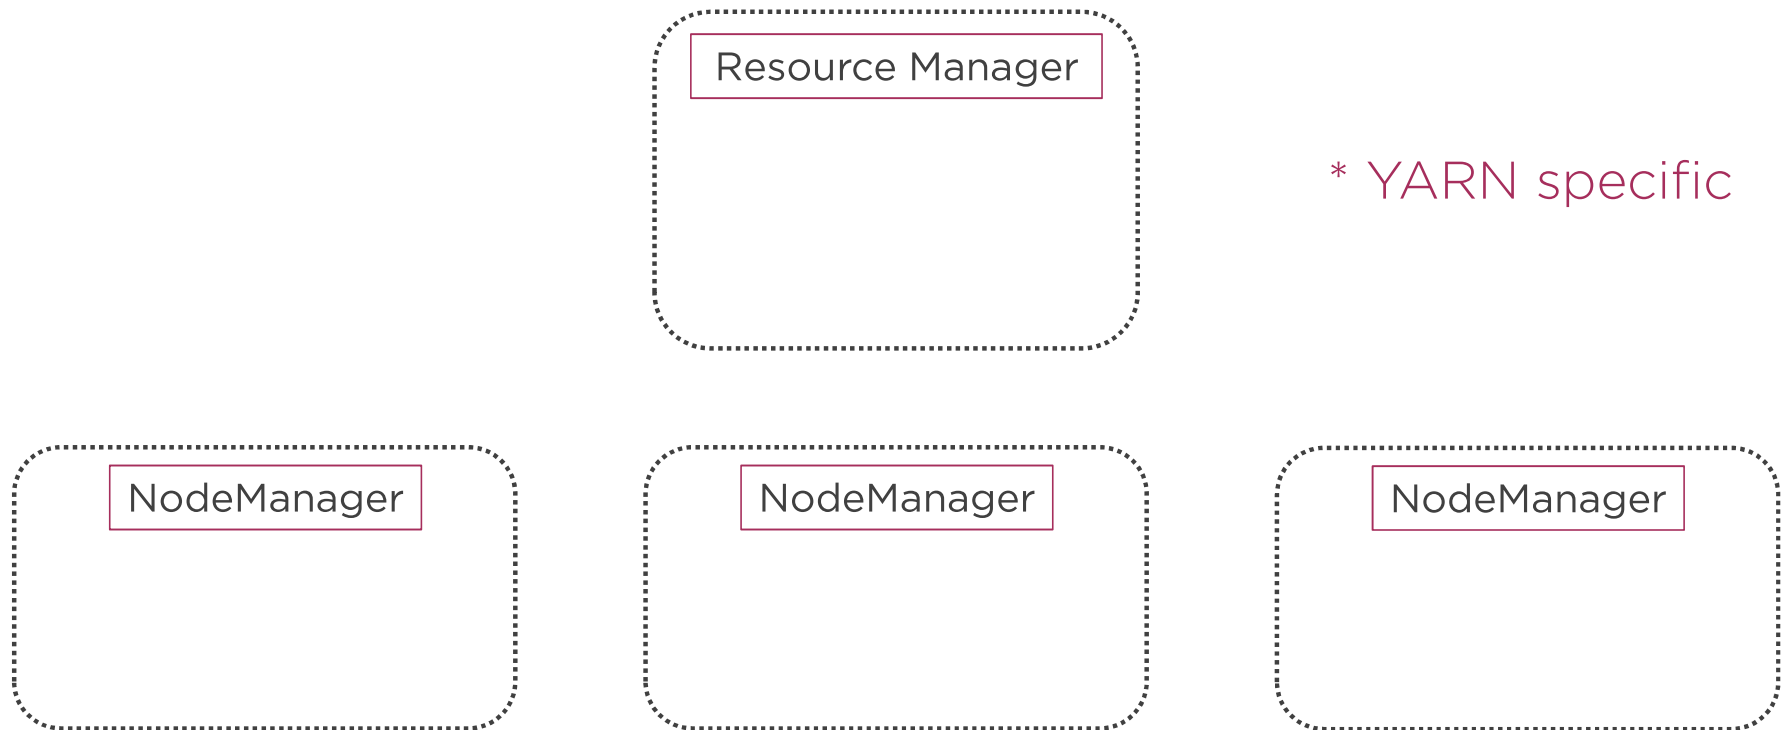 Resource Manager
* YARN specific
NodeManager
NodeManager
NodeManager